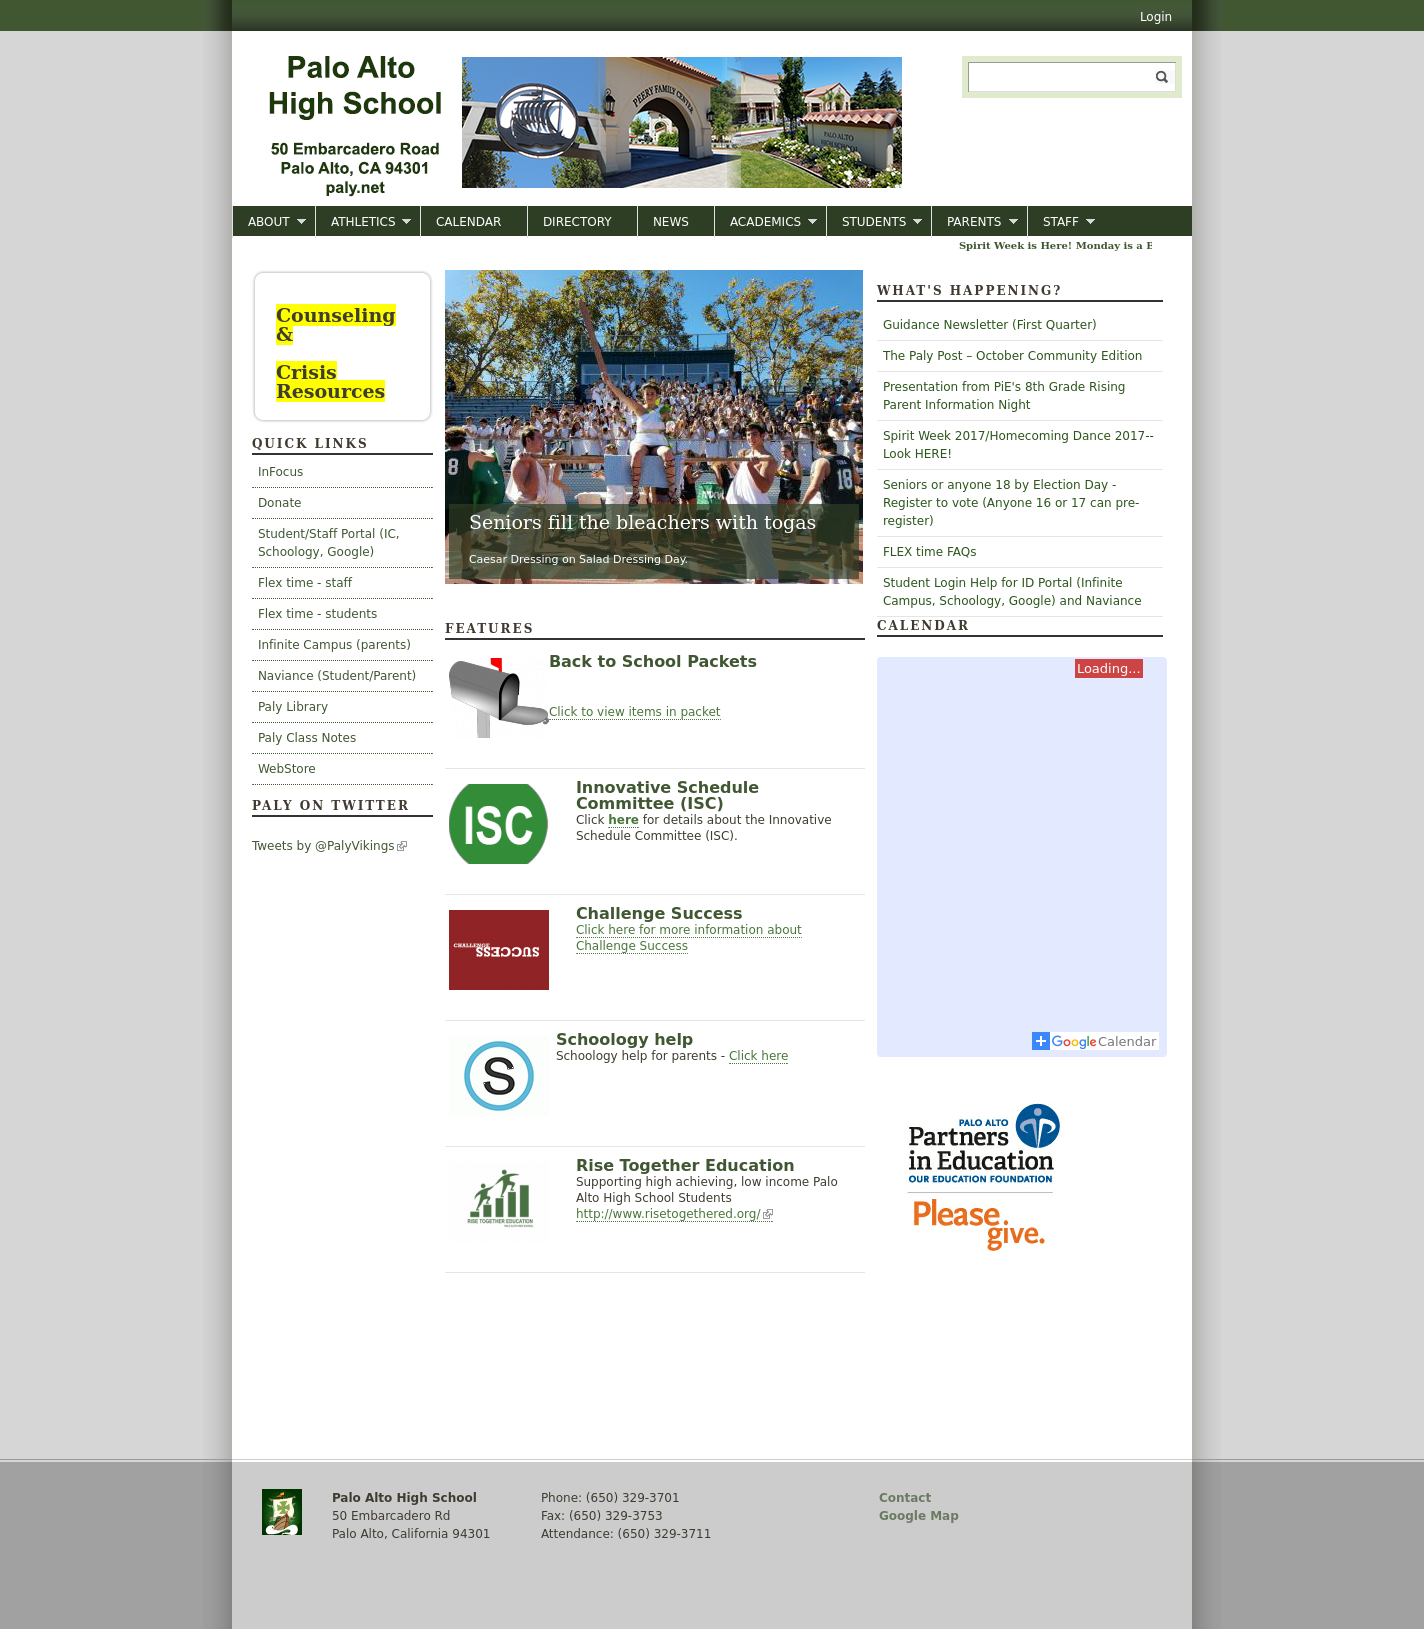 Login
Palo Alto
High School
50 Embarcadero Road
Palo Alto, CA 94301
paly.net
PEERY FAMILY CENTER
PALO ALTO
HIGH SCHOOL
ABOUT
ATHLETICS
CALENDAR
DIRECTORY
NEWS
ACADEMICS
STUDENTS
PARENTS
STAFF
Spirit Week is Here! Monday is a
Counseling
&
Crisis
Resources
QUICK LINKS
InFocus
Donate
Student/Staff Portal (IC,
Schoology, Google)
Flex time - staff
Flex time - students
Infinite Campus (parents)
Naviance (Student/Parent)
Paly Library
Paly Class Notes
WebStore
PALY ON TWITTER
Tweets by @PalyVikings
8
18
Seniors fill the bleachers with togas
Caesar Dressing on Salad Dressing Day.
FEATURES
Back to School Packets
Click to view items in packet
ISC
Innovative Schedule
Committee (ISC)
Click here for details about the Innovative
Schedule Committee (ISC).
CHALLENGE
SUCCESS
Challenge Success
Click here for more information about
Challenge Success
S
Schoology help
Schoology help for parents - Click here
RISE TOGETHER EDUCATION
Rise Together Education
Supporting high achieving, low income Palo
Alto High School Students
http://www.risetogethered.org/
WHAT'S HAPPENING?
Guidance Newsletter (First Quarter)
The Paly Post – October Community Edition
Presentation from PiE's 8th Grade Rising
Parent Information Night
Spirit Week 2017/Homecoming Dance 2017--
Look HERE!
Seniors or anyone 18 by Election Day -
Register to vote (Anyone 16 or 17 can pre-
register)
FLEX time FAQs
Student Login Help for ID Portal (Infinite
Campus, Schoology, Google) and Naviance
CALENDAR
Loading...
Google Calendar
PALO ALTO
Partners
in Education
OUR EDUCATION FOUNDATION
Please
give.
Palo Alto High School
50 Embarcadero Rd
Palo Alto, California 94301
Phone: (650) 329-3701
Fax: (650) 329-3753
Attendance: (650) 329-3711
Contact
Google Map